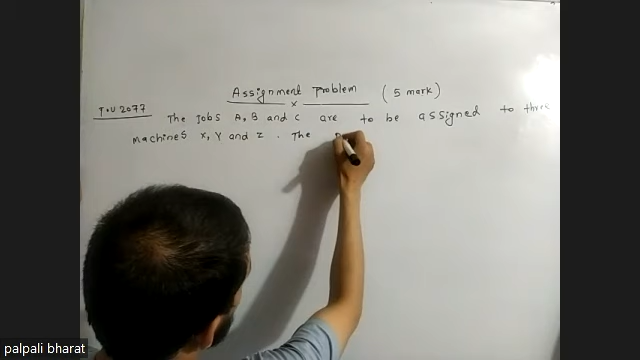 Assignment Problem (5 mark)
x
T.U 2077 The Jobs A, B and C are to be assigned to three
machines X, Y and Z. The
palpali bharat